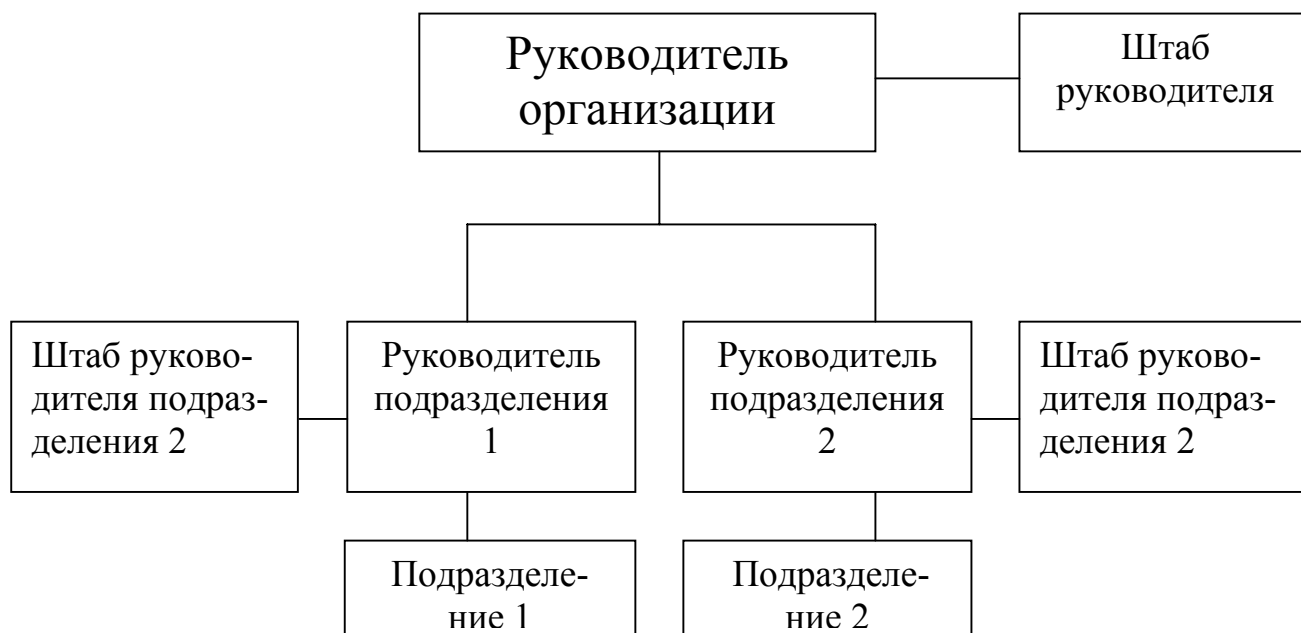 Руководитель
организации
Штаб
руководителя
Штаб руково-
дителя подраз-
деления 2
Руководитель
подразделения
1
Руководитель
подразделения
2
Штаб руково-
дителя подраз-
деления 2
Подразделе-
ние 1
Подразделе-
ние 2